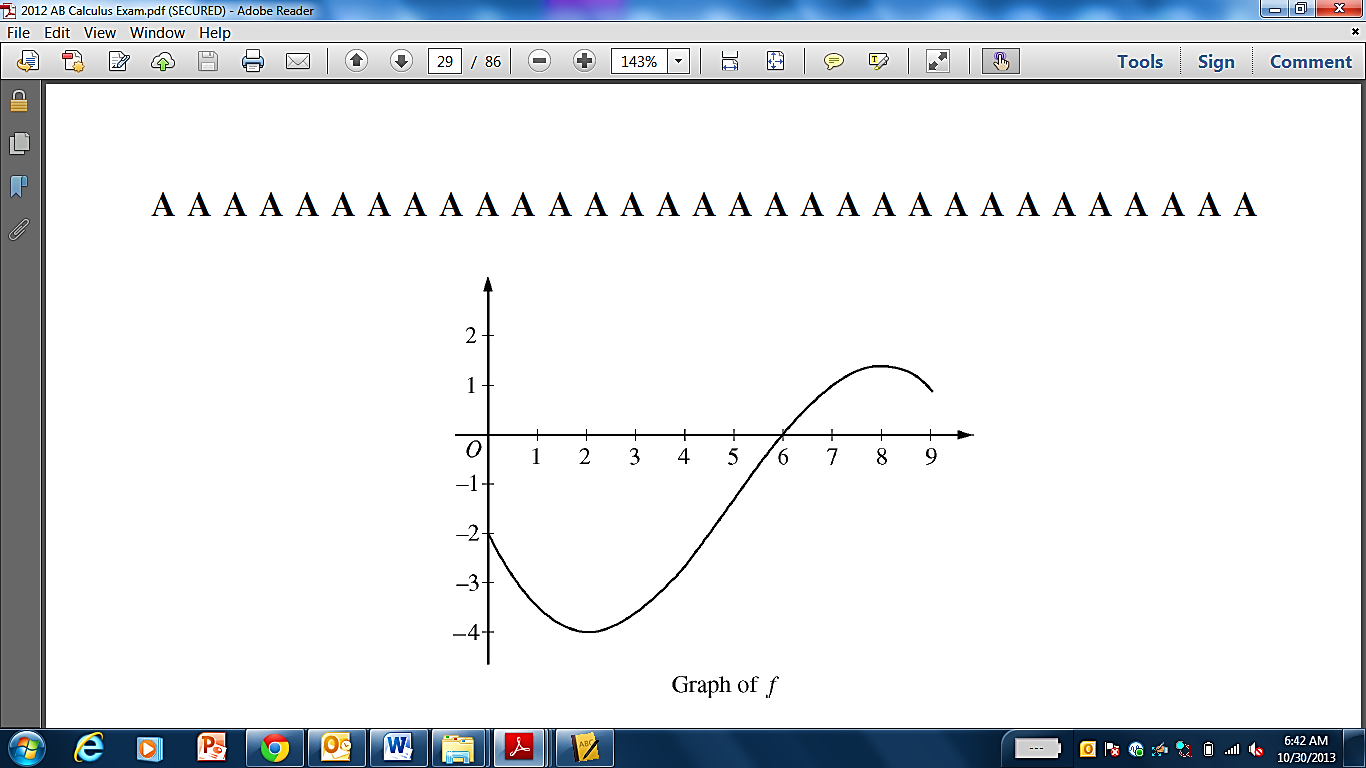 2012 AB Calculus Exam.pdf (SECURED) - Adobe Reader
File Edit View Window Help
29 / 86 143% Tools Sign Comment
A A A A A A A A A A A A A A A A A A A A A A A A A A A A A A A
2
1
O 1 2 3 4 5 6 7 8 9
–1
–2
–3
–4
Graph of f
6:42 AM
10/30/2013